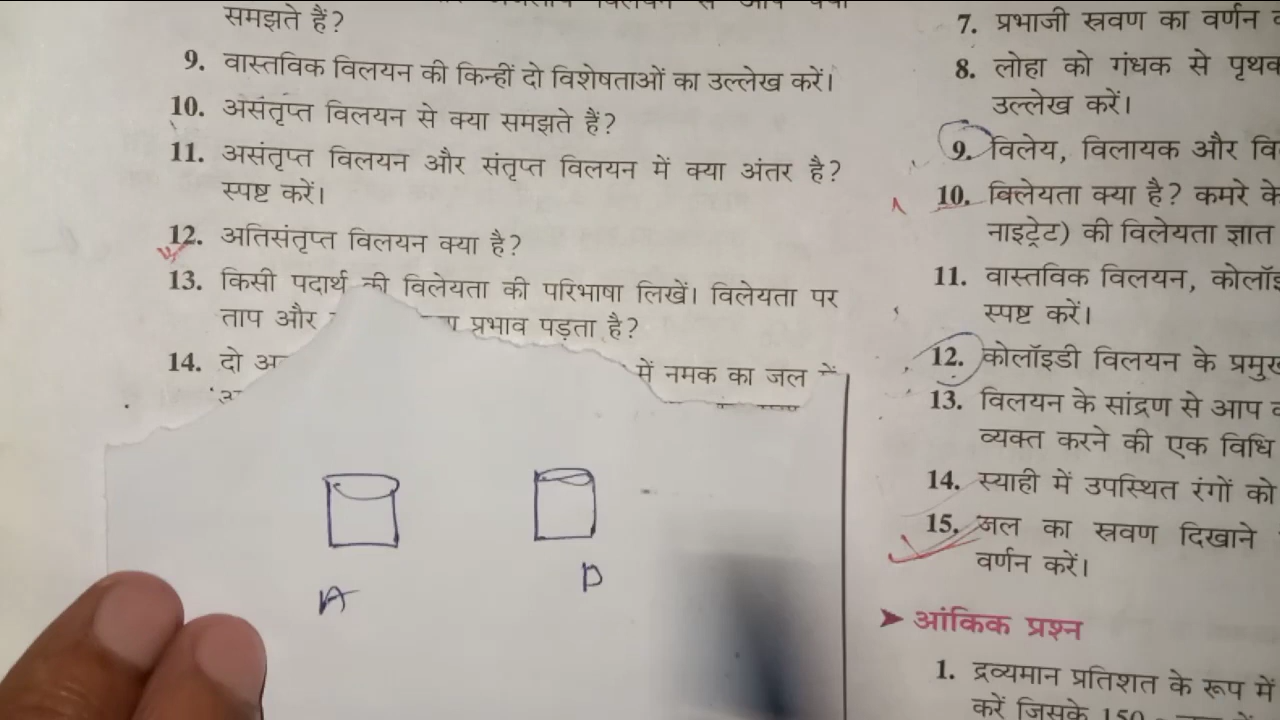 समझते हैं?
9. वास्तविक विलयन की किन्हीं दो विशेषताओं का उल्लेख करें।
10. असंतृप्त विलयन से क्या समझते हैं?
11. असंतृप्त विलयन और संतृप्त विलयन में क्या अंतर है?
स्पष्ट करें।
12. अतिसंतृप्त विलयन क्या है?
13. किसी पदार्थ की विलेयता की परिभाषा लिखें। विलेयता पर
ताप और प्रभाव पड़ता है?
14. दो में नमक का जल में
A
7. प्रभाजी स्रवण का वर्णन
8. लोहा को गंधक से
उल्लेख करें।
9. विलेय, विलायक और
10. विलेयता क्या है? कमरे के
नाइट्रेट) की विलेयता ज्ञात
11. वास्तविक विलयन,
स्पष्ट करें।
12. कोलॉइडी विलयन के
13. विलयन के सांद्रण से आप
व्यक्त करने की एक विधि
14. स्याही में उपस्थित रंगों को
15. जल का स्रवण दिखाने
वर्णन करें।
➤ आंकिक प्रश्न
1. द्रव्यमान प्रतिशत के रूप में
करें जिसके 150